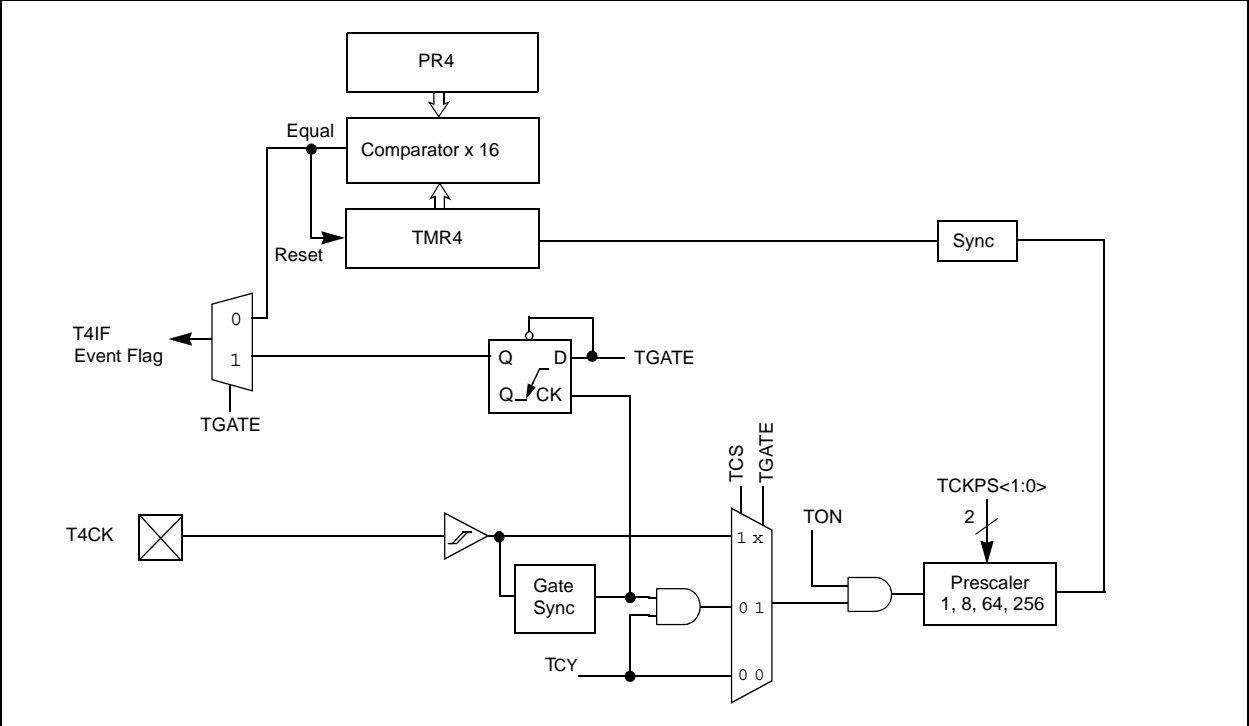 PR4
Equal
Comparator x 16
TMR4
Reset
Sync
0
1
T4IF
Event Flag
TGATE
Q
D
Q
CK
TGATE
TCS
TGATE
T4CK
1 x
Gate
Sync
0 1
TCY
0 0
TON
TCKPS<1:0>
2
Prescaler
1, 8, 64, 256